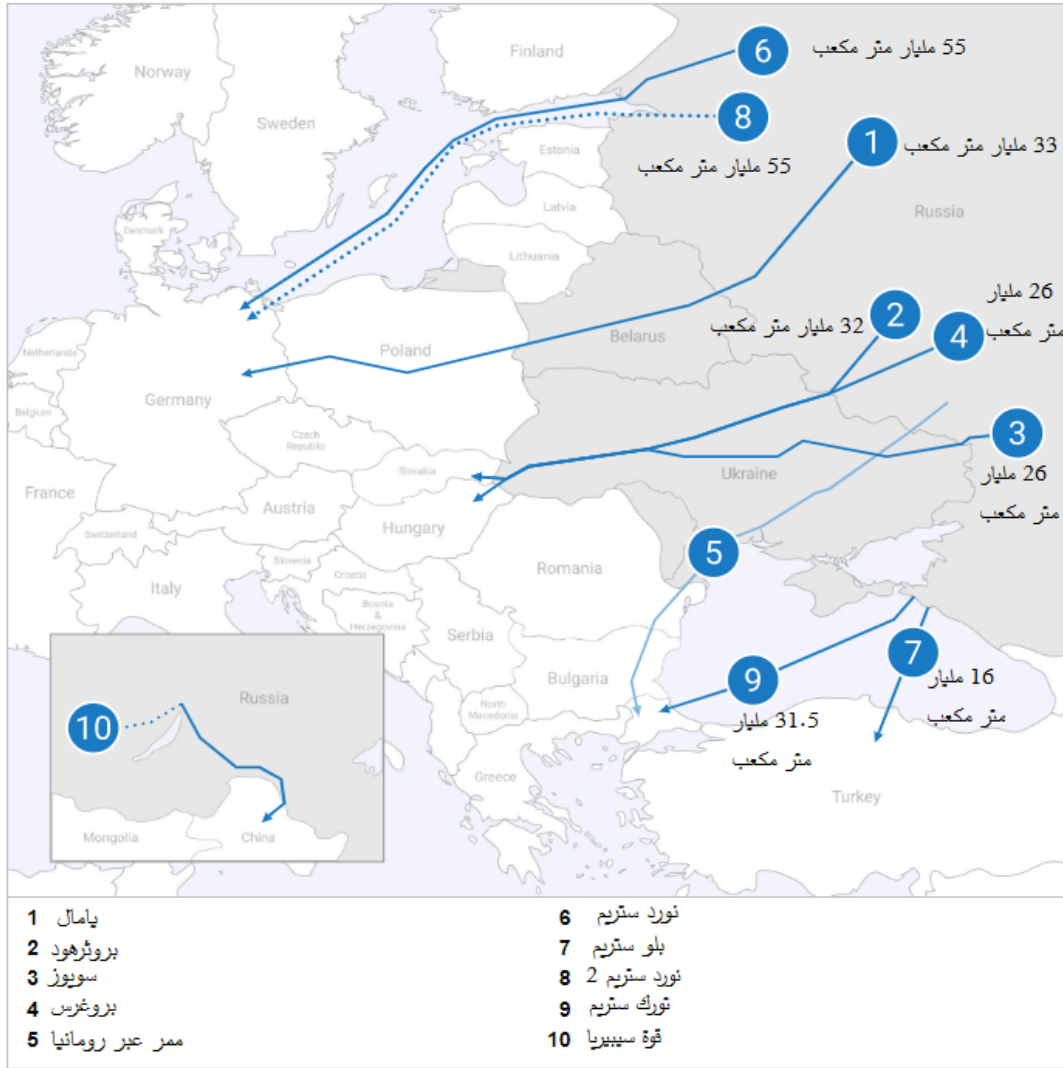 Finland
6
55 مليار متر مكعب
Norway
8
Sweden
55 مليار متر مكعب
1
33 مليار متر مكعب
Estonia
Russia
Latvia
Denmark
Lithuania
26 مليار
متر مكعب
2
32 مليار متر مكعب
4
Belarus
Poland
Netherlands
Germany
Belgium
3
26 مليار
متر مكعب
Czech
Republic
Slovakia
Ukraine
France
Austria
Hungary
Switzerland
5
Slovenia
Romania
Croatia
Italy
Bosnia
&
Herzegovina
Serbia
7
16 مليار
متر مكعب
Bulgaria
9
31.5 مليار
متر مكعب
North
Macedonia
Greece
Turkey
Russia
10
Mongolia
China
1 يامال
2 بروثرهود
3 سويوز
4 بروغرس
5 ممر عبر رومانيا
6 نورد ستريم
7 بلو ستريم
8 نورد ستريم 2
9 تورك ستريم
10 قوة سيبيريا